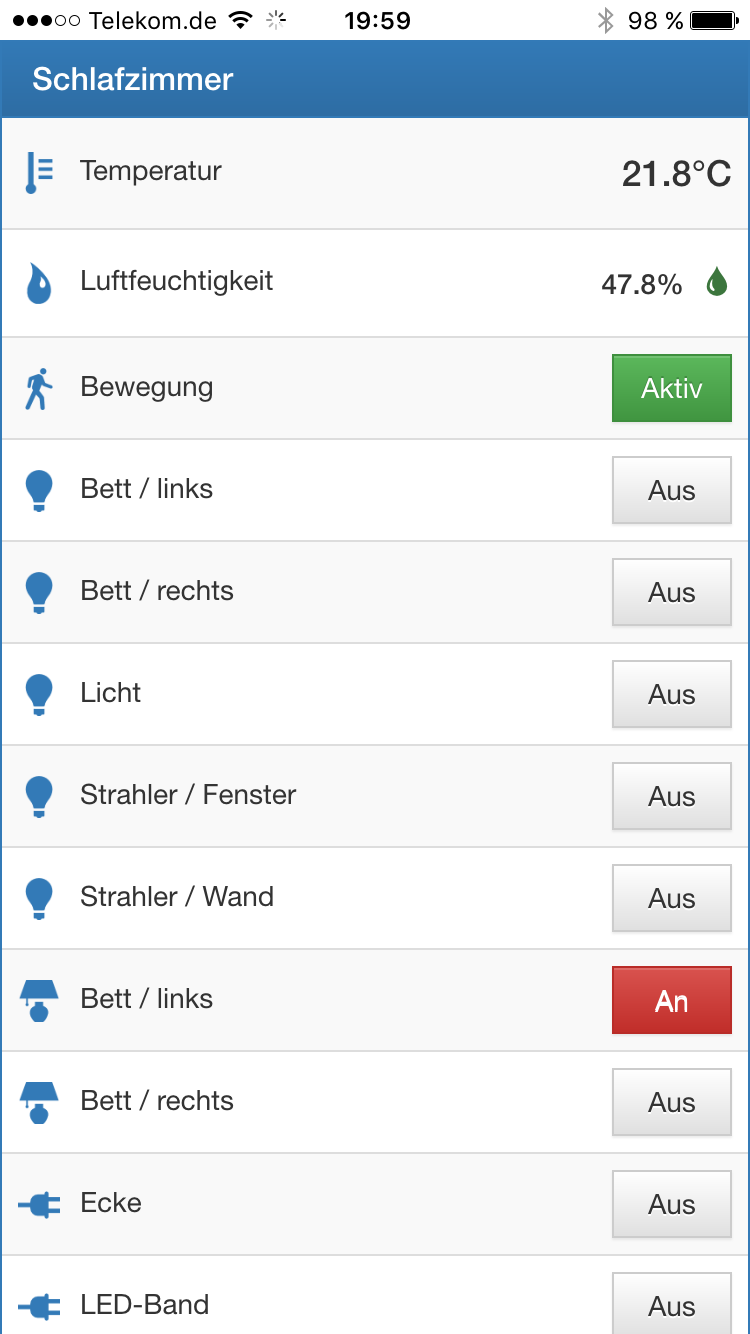 Telekom.de 19:59 98 %
Schlafzimmer
Temperatur 21.8°C
Luftfeuchtigkeit 47.8%
Bewegung Aktiv
Bett / links Aus
Bett / rechts Aus
Licht Aus
Strahler / Fenster Aus
Strahler / Wand Aus
Bett / links An
Bett / rechts Aus
Ecke Aus
LED-Band Aus